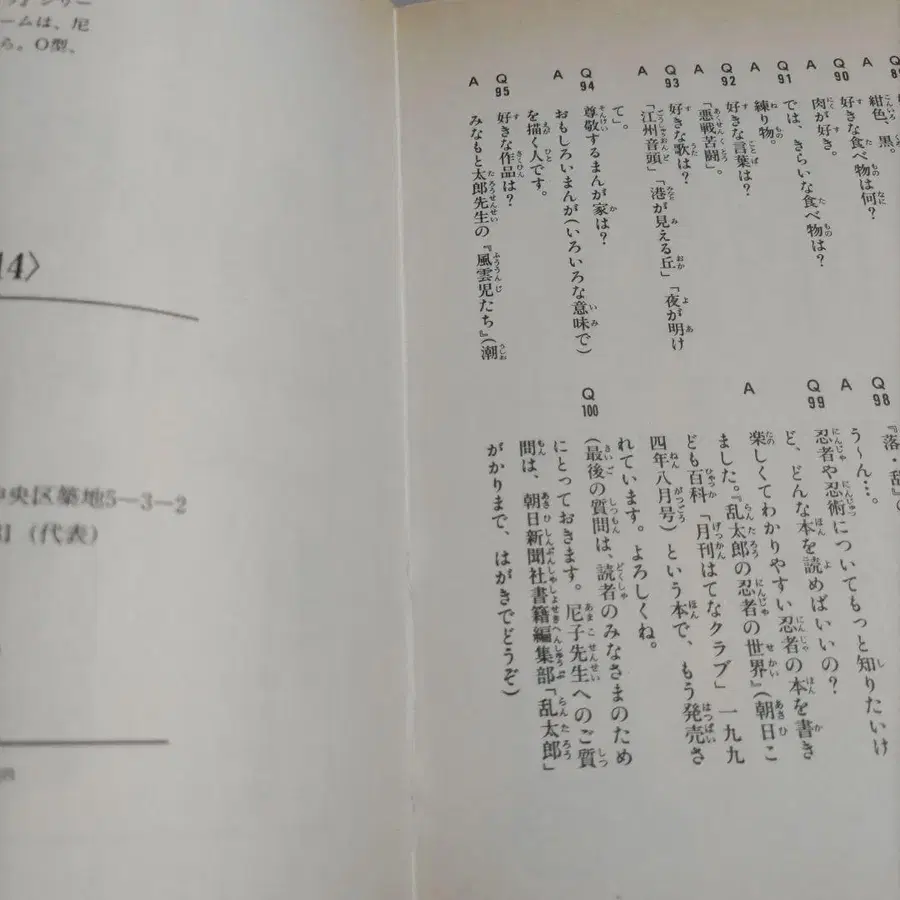 Q
A 紺色、黒。
Q90 好きな食べ物は何？
A 肉が好き。
Q91 では、きらいな食べ物は？
A 練り物。
Q92 好きな言葉は？
A 「悪戦苦闘」。
Q93 好きな歌は？
A 「江州音頭」「港が見える丘」「夜が明け
て」。
Q94 尊敬するまんが家は？
A おもしろいまんが(いろいろな意味で)
を描く人です。
Q95 好きな作品は？
A みなもと太郎先生の『風雲児たち』(潮
Q98 『落・乱』
A う〜ん…。
Q99 忍者や忍術についてもっと知りたいけ
ど、どんな本を読めばいいの？
A 楽しくてわかりやすい忍者の本を書き
ました。『乱太郎の忍者の世界』(朝日こ
ども百科「月刊はてなクラブ」一九九
四年八月号)という本で、もう発売さ
れています。よろしくね。
Q100 (最後の質問は、読者のみなさまのため
にとっておきます。尼子先生へのご質
問は、朝日新聞社書籍編集部「乱太郎」
がかりまで、はがきでどうぞ)
ームは、尼
ら。O型、
14〉
中央区築地5−3−2
31（代表）